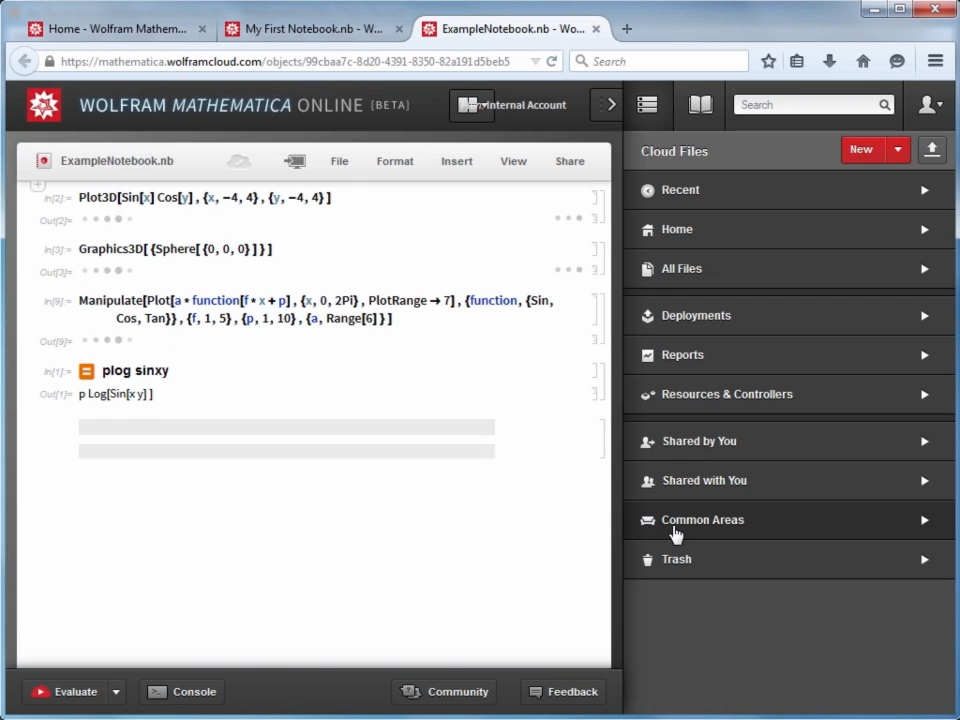 Home - Wolfram Mathem...
My First Notebook.nb - W...
ExampleNotebook.nb - Wo...
https://mathematica.wolframcloud.com/objects/99cbaa7c-8d20-4391-8350-82a191d5beb5
Search
WOLFRAM MATHEMATICA ONLINE [BETA]
Internal Account
Search
ExampleNotebook.nb
File
Format
Insert
View
Share
In[2]:= Plot3D[Sin[x] Cos[y], {x, −4, 4}, {y, −4, 4}]
Out[2]=
In[3]:= Graphics3D[{Sphere[{0, 0, 0}]}]
Out[3]=
In[9]:= Manipulate[Plot[a * function[f * x + p], {x, 0, 2Pi}, PlotRange → 7], {function, {Sin,
Cos, Tan}}, {f, 1, 5}, {p, 1, 10}, {a, Range[6]}]
Out[9]=
In[1]:= plog sinxy
Out[1]= p Log[Sin[x y]]
Cloud Files
New
Recent
Home
All Files
Deployments
Reports
Resources & Controllers
Shared by You
Shared with You
Common Areas
Trash
Evaluate
Console
Community
Feedback